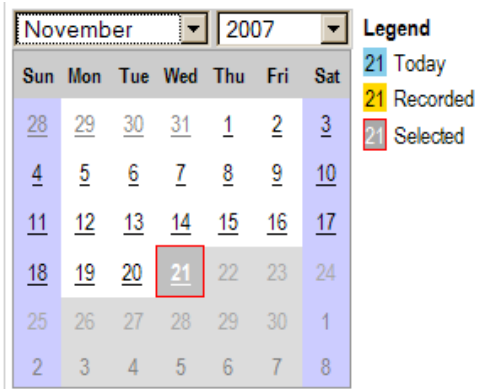 November 2007
Legend
21 Today
21 Recorded
21 Selected
Sun Mon Tue Wed Thu Fri Sat
28 29 30 31 1 2 3
4 5 6 7 8 9 10
11 12 13 14 15 16 17
18 19 20 21 22 23 24
25 26 27 28 29 30 1
2 3 4 5 6 7 8